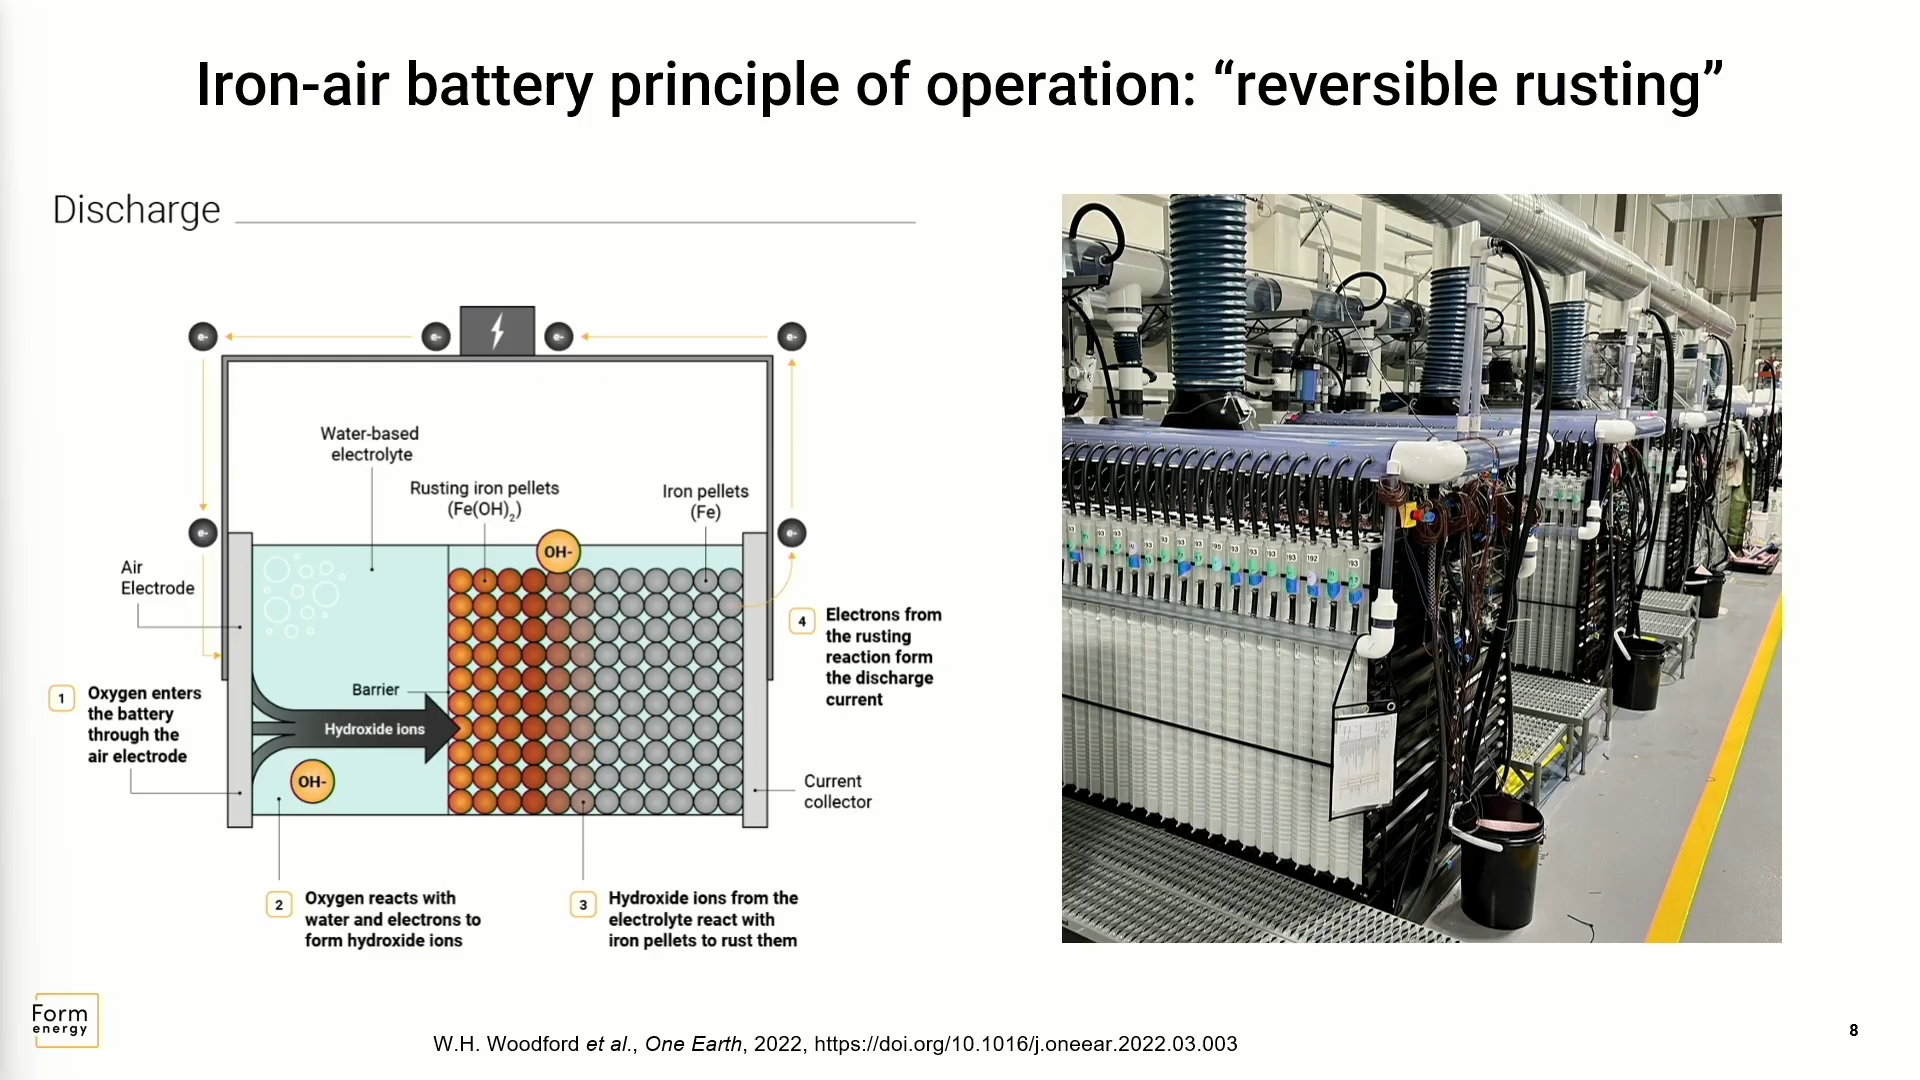 Iron-air battery principle of operation: “reversible rusting”
Discharge
e-
e-
e-
e-
Water-based
electrolyte
Rusting iron pellets
(Fe(OH)₂)
Iron pellets
(Fe)
e-
e-
OH-
Air
Electrode
Barrier
Hydroxide ions
OH-
Current
collector
1
Oxygen enters
the battery
through the
air electrode
4
Electrons from
the rusting
reaction form
the discharge
current
2
Oxygen reacts with
water and electrons to
form hydroxide ions
3
Hydroxide ions from the
electrolyte react with
iron pellets to rust them
Form
energy
W.H. Woodford et al., One Earth, 2022, https://doi.org/10.1016/j.oneear.2022.03.003
8